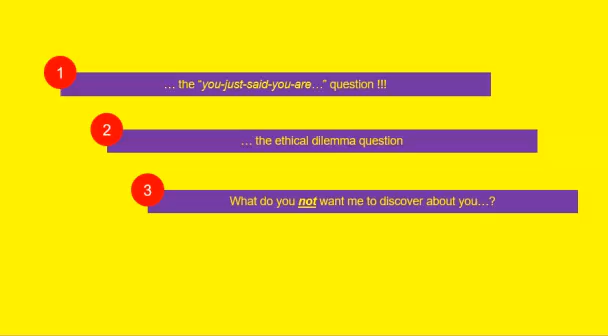 1
… the “you-just-said-you-are…” question !!!
2
… the ethical dilemma question
3
What do you not want me to discover about you…?